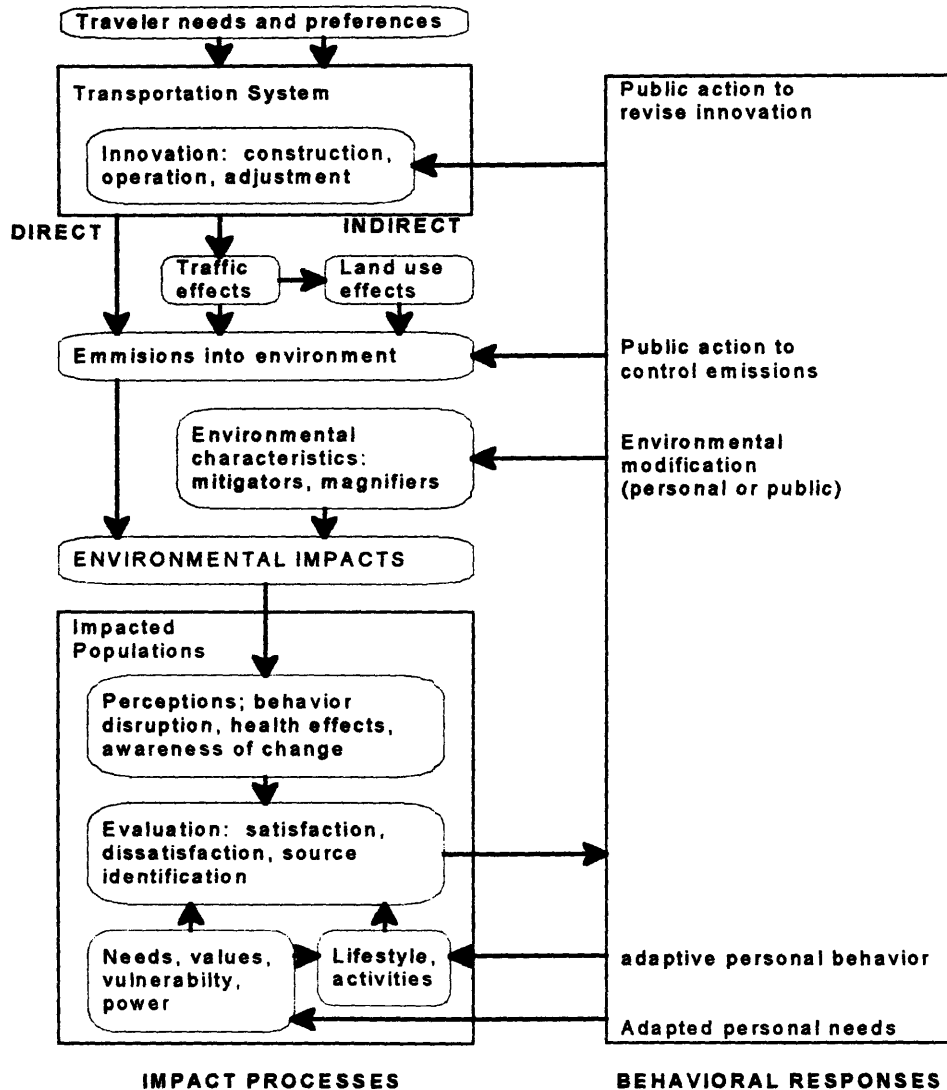 Traveler needs and preferences
Transportation System
Innovation: construction,
operation, adjustment
DIRECT
INDIRECT
Traffic
effects
Land use
effects
Emmisions into environment
Environmental
characteristics:
mitigators, magnifiers
ENVIRONMENTAL IMPACTS
Impacted
Populations
Perceptions; behavior
disruption, health effects,
awareness of change
Evaluation: satisfaction,
dissatisfaction, source
identification
Needs, values,
vulnerabilty,
power
Lifestyle,
activities
IMPACT PROCESSES
Public action to
revise innovation
Public action to
control emissions
Environmental
modification
(personal or public)
adaptive personal behavior
Adapted personal needs
BEHAVIORAL RESPONSES